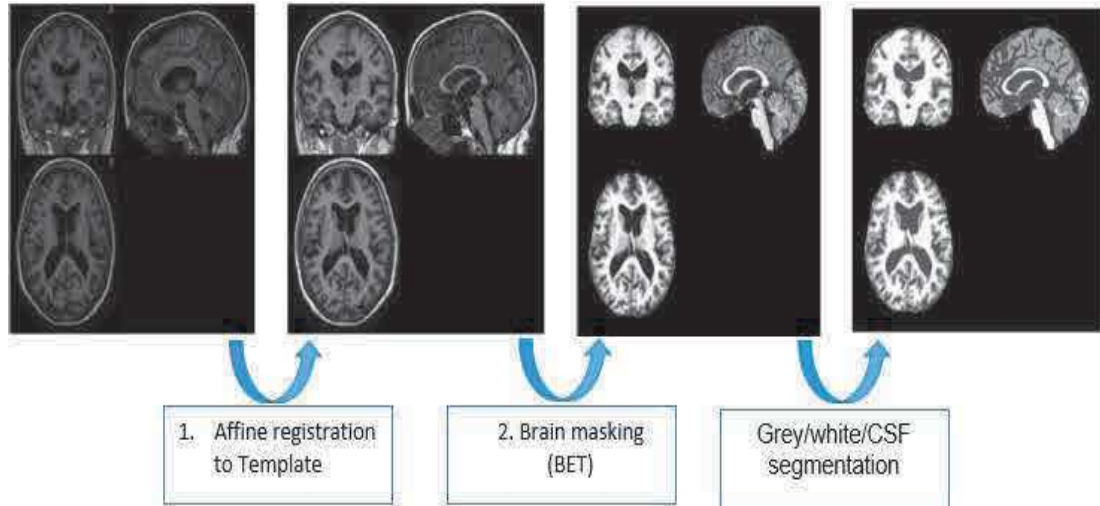 1. Affine registration
to Template
2. Brain masking
(BET)
Grey/white/CSF
segmentation